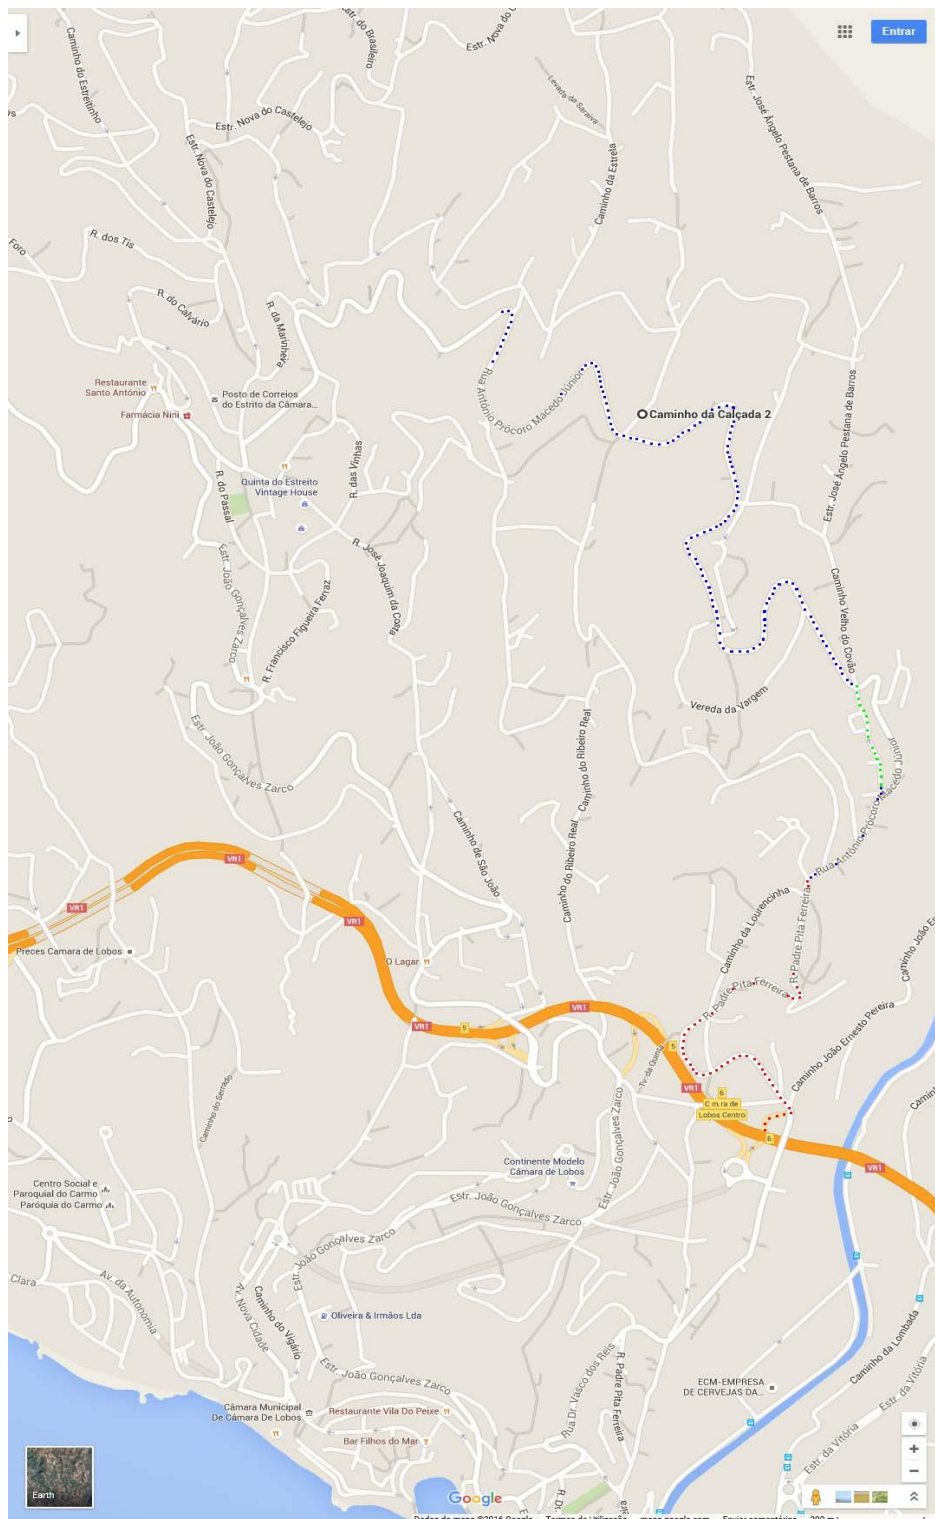 Entrar
Caminho do Estreitinho
Estr. do Brasileiro
Estr. Nova do C
Levada da Saraiva
Estr. José Ângelo Pestana de Barros
Estr. Nova do Castelejo
Estr. Nova do Castelejo
Caminho da Estrela
Foro
R. dos Tis
R. do Calvário
R. da Marinheira
Restaurante
Santo António
Posto de Correios
do Estrito da Câmara...
Farmácia Nini
Rua António Prócoro Macedo Júnior
Caminho da Calçada 2
Estr. José Ângelo Pestana de Barros
R. do Passal
Quinta do Estreito
Vintage House
R. das Vinhas
Estr. João Gonçalves Zarco
R. José Joaquim da Costa
R. Francisco Figueira Ferraz
Caminho Velho do Covão
Vereda da Vargem
Estr. João Gonçalves Zarco
Caminho do Ribeiro Real
Caminho do Ribeiro Real
Rua António Prócoro Macedo Júnior
Caminho de São João
VR1
VR1
VR1
Caminho da Lourencinha
R. Padre Pita Ferreira
Preces Camara de Lobos
O Lagar
R. Padre Pita Ferreira
Caminho João Ernesto Pereira
VR1
5
VR1
5
Tv. da Quinta
VR1
6
C m.ra de
Lobos Centro
6
VR1
Caminho do Serrado
Estr. João Gonçalves Zarco
Continente Modelo
Câmara de Lobos
Centro Social e
Paroquial do Carmo
Paróquia do Carmo
Estr. João Gonçalves Zarco
Estr. João Gonçalves Zarco
Clara
Av. da Autonomia
Av. Nova Cidade
Caminho do Vigário
Oliveira & Irmãos Lda
Rua Dr. Vasco dos Reis
R. Padre Pita Ferreira
Caminho da Lombada
Estr. da Vitória
Estr. João Gonçalves Zarco
ECM-EMPRESA
DE CERVEJAS DA...
Câmara Municipal
De Câmara De Lobos
Restaurante Vila Do Peixe
Bar Filhos do Mar
Estr. da Vitória
Earth
Google